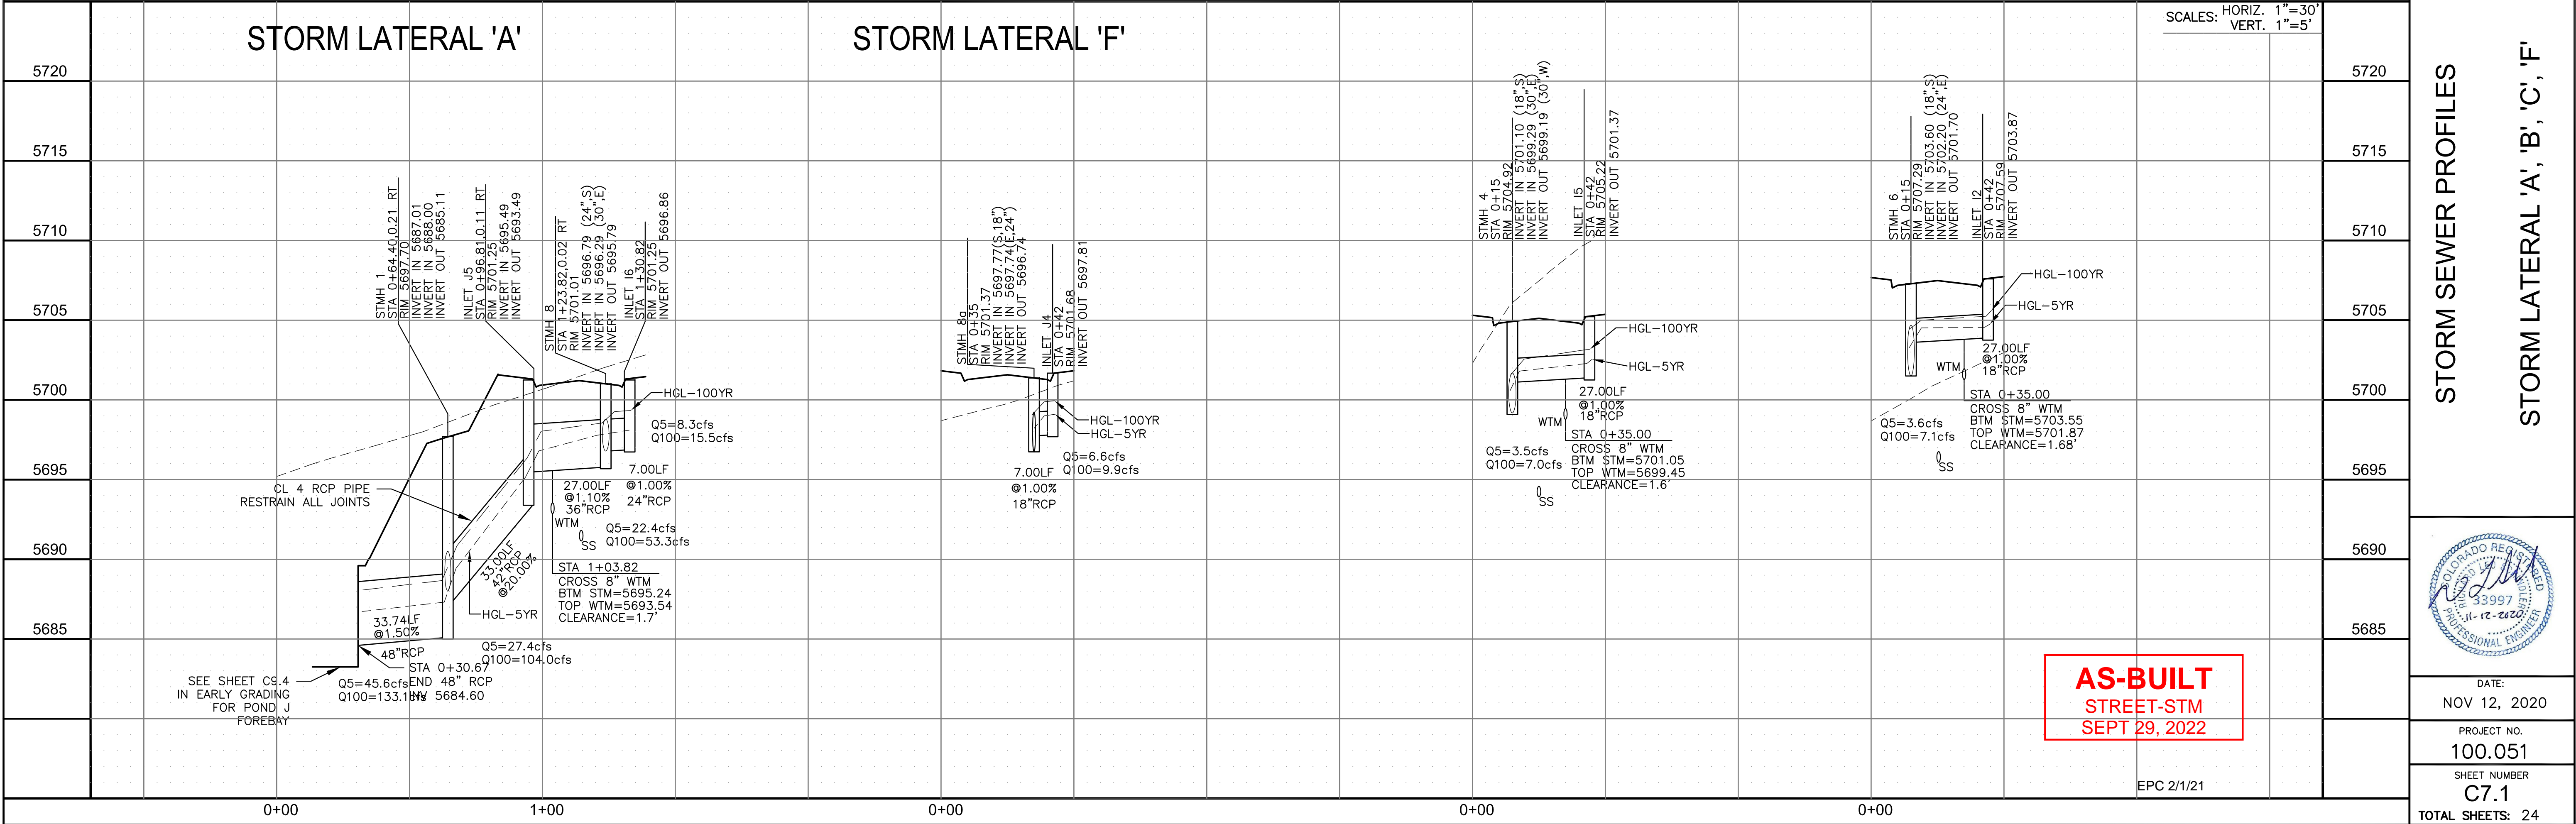 STORM LATERAL 'A'
STORM LATERAL 'F'
SCALES: HORIZ. 1"=30'
VERT. 1"=5'
5720
5715
5710
5705
5700
5695
5690
5685
STMH 1
STA 0+64.40,0.21 RT
RIM 5697.70
INVERT IN 5687.01
INVERT IN 5688.00
INVERT OUT 5685.11
INLET J5
STA 0+96.81,0.11 RT
RIM 5701.25
INVERT IN 5695.49
INVERT OUT 5693.49
STMH 8
STA 1+23.82,0.02 RT
RIM 5701.01
INVERT IN 5696.79 (24",S)
INVERT IN 5696.29 (30",E)
INVERT OUT 5695.79
INLET I6
STA 1+30.82
RIM 5701.25
INVERT OUT 5696.86
HGL-100YR
Q5=8.3cfs
Q100=15.5cfs
CL 4 RCP PIPE
RESTRAIN ALL JOINTS
7.00LF
@1.00%
24"RCP
27.00LF
@1.10%
36"RCP
WTM
SS
Q5=22.4cfs
Q100=53.3cfs
33.00LF
42"RCP
@20.00%
STA 1+03.82
CROSS 8" WTM
BTM STM=5695.24
TOP WTM=5693.54
CLEARANCE=1.7'
HGL-5YR
33.74LF
@1.50%
48"RCP
Q5=27.4cfs
Q100=104.0cfs
STA 0+30.67
END 48" RCP
INV 5684.60
Q5=45.6cfs
Q100=133.1cfs
SEE SHEET C9.4
IN EARLY GRADING
FOR POND J
FOREBAY
STMH 8a
STA 0+35
RIM 5701.37
INVERT IN 5697.77(S,18")
INVERT IN 5697.74(E,24")
INVERT OUT 5696.74
INLET J4
STA 0+42
RIM 5701.68
INVERT OUT 5697.81
HGL-100YR
HGL-5YR
Q5=6.6cfs
Q100=9.9cfs
7.00LF
@1.00%
18"RCP
STMH 4
STA 0+15
RIM 5704.92
INVERT IN 5701.10 (18",S)
INVERT IN 5699.29 (30",E)
INVERT OUT 5699.19 (30",W)
INLET I5
STA 0+42
RIM 5705.22
INVERT OUT 5701.37
HGL-100YR
HGL-5YR
27.00LF
@1.00%
18"RCP
WTM
STA 0+35.00
CROSS 8" WTM
BTM STM=5701.05
TOP WTM=5699.45
CLEARANCE=1.6'
Q5=3.5cfs
Q100=7.0cfs
SS
STMH 6
STA 0+15
RIM 5707.29
INVERT IN 5703.60 (18",S)
INVERT IN 5702.20 (24",E)
INVERT OUT 5701.70
INLET I2
STA 0+42
RIM 5707.59
INVERT OUT 5703.87
HGL-100YR
HGL-5YR
27.00LF
@1.00%
18"RCP
WTM
STA 0+35.00
CROSS 8" WTM
BTM STM=5703.55
TOP WTM=5701.87
CLEARANCE=1.68'
Q5=3.6cfs
Q100=7.1cfs
SS
5720
5715
5710
5705
5700
5695
5690
5685
AS-BUILT
STREET-STM
SEPT 29, 2022
EPC 2/1/21
0+00
1+00
0+00
0+00
0+00
STORM SEWER PROFILES
STORM LATERAL 'A', 'B', 'C', 'F'
COLORADO REGISTERED
33997
11-12-2020
PROFESSIONAL ENGINEER
DATE:
NOV 12, 2020
PROJECT NO.
100.051
SHEET NUMBER
C7.1
TOTAL SHEETS: 24